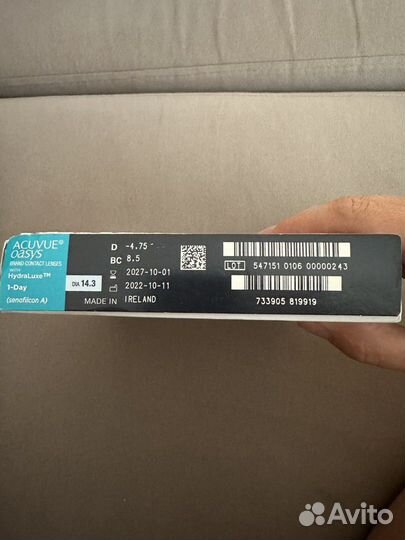 ACUVUE®
OASYS
BRAND CONTACT LENSES
WITH
HydraLuxe™
1-Day
(senofilcon A)
DIA 14.3
D -4.75
BC 8.5
2027-10-01
2022-10-11
MADE IN IRELAND
LOT 547151 0106 00000243
733905 819919
Avito